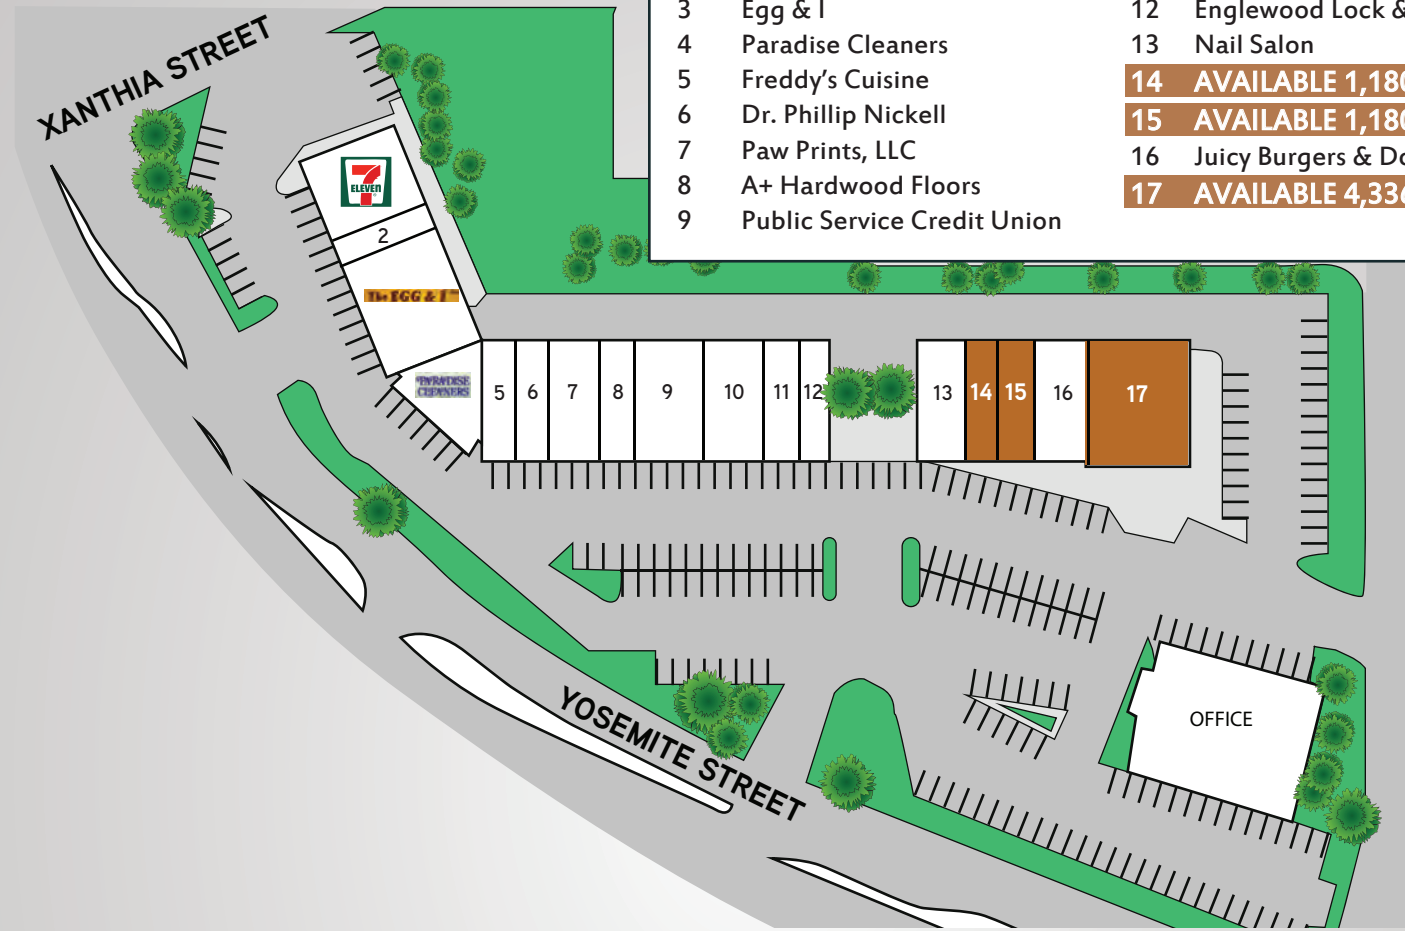 3 Egg & I
4 Paradise Cleaners
5 Freddy's Cuisine
6 Dr. Phillip Nickell
7 Paw Prints, LLC
8 A+ Hardwood Floors
9 Public Service Credit Union
12 Englewood Lock &
13 Nail Salon
14 AVAILABLE 1,180
15 AVAILABLE 1,180
16 Juicy Burgers & Do
17 AVAILABLE 4,336
XANTHIA STREET
7
ELEVEN
2
The EGG & I
PARADISE
CLEANERS
5 6 7 8 9 10 11 12 13 14 15 16 17
OFFICE
YOSEMITE STREET